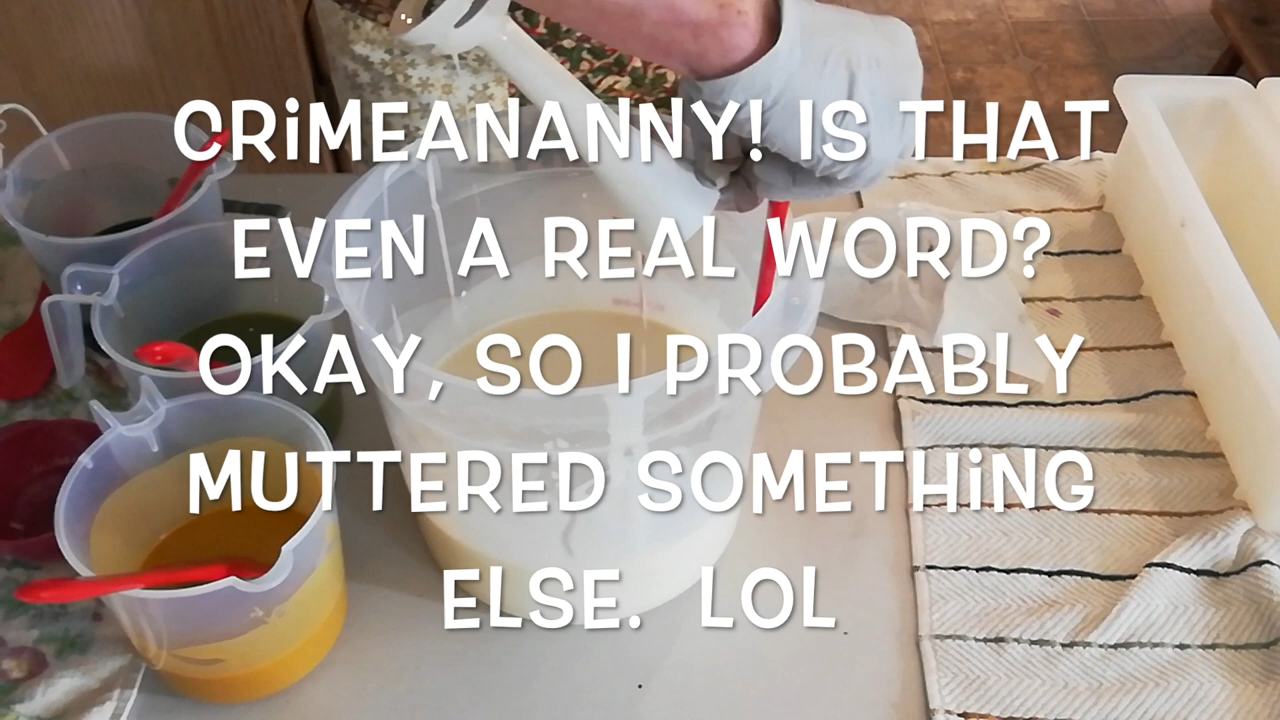 CRiMEANANNY! IS THAT
EVEN A REAL WORD?
OKAY, SO I PROBABLY
MUTTERED SOMETHiNG
ELSE. LOL